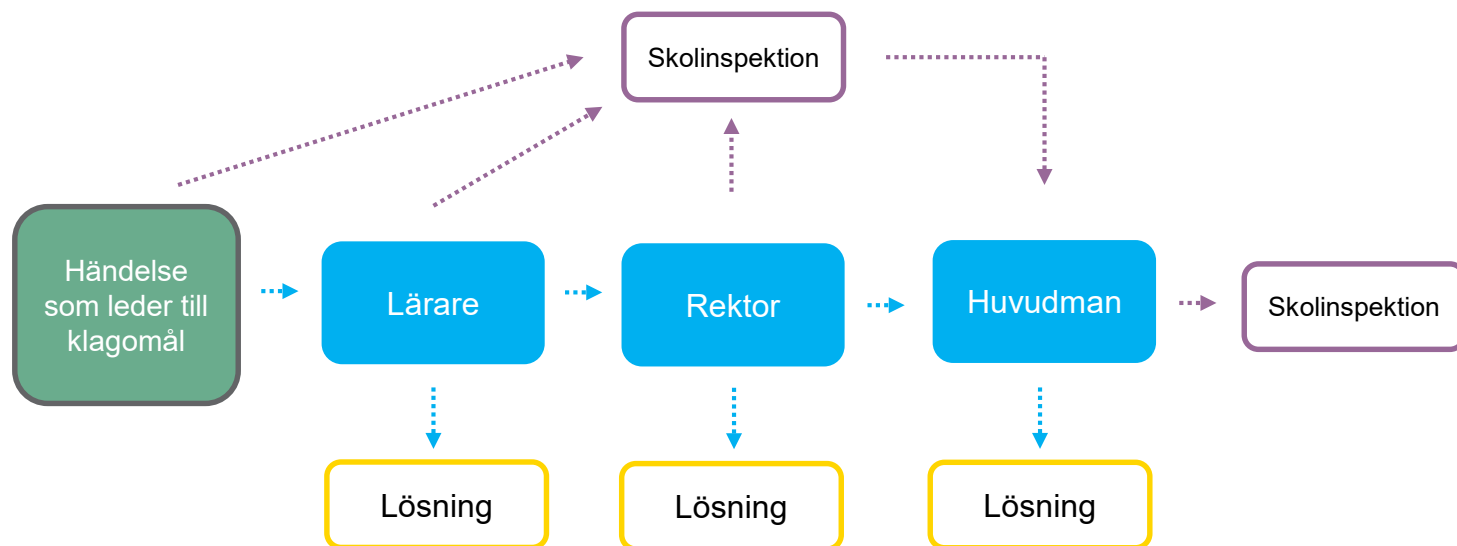 Skolinspektion
Händelse
som leder till
klagomål
Lärare
Rektor
Huvudman
Skolinspektion
Lösning
Lösning
Lösning